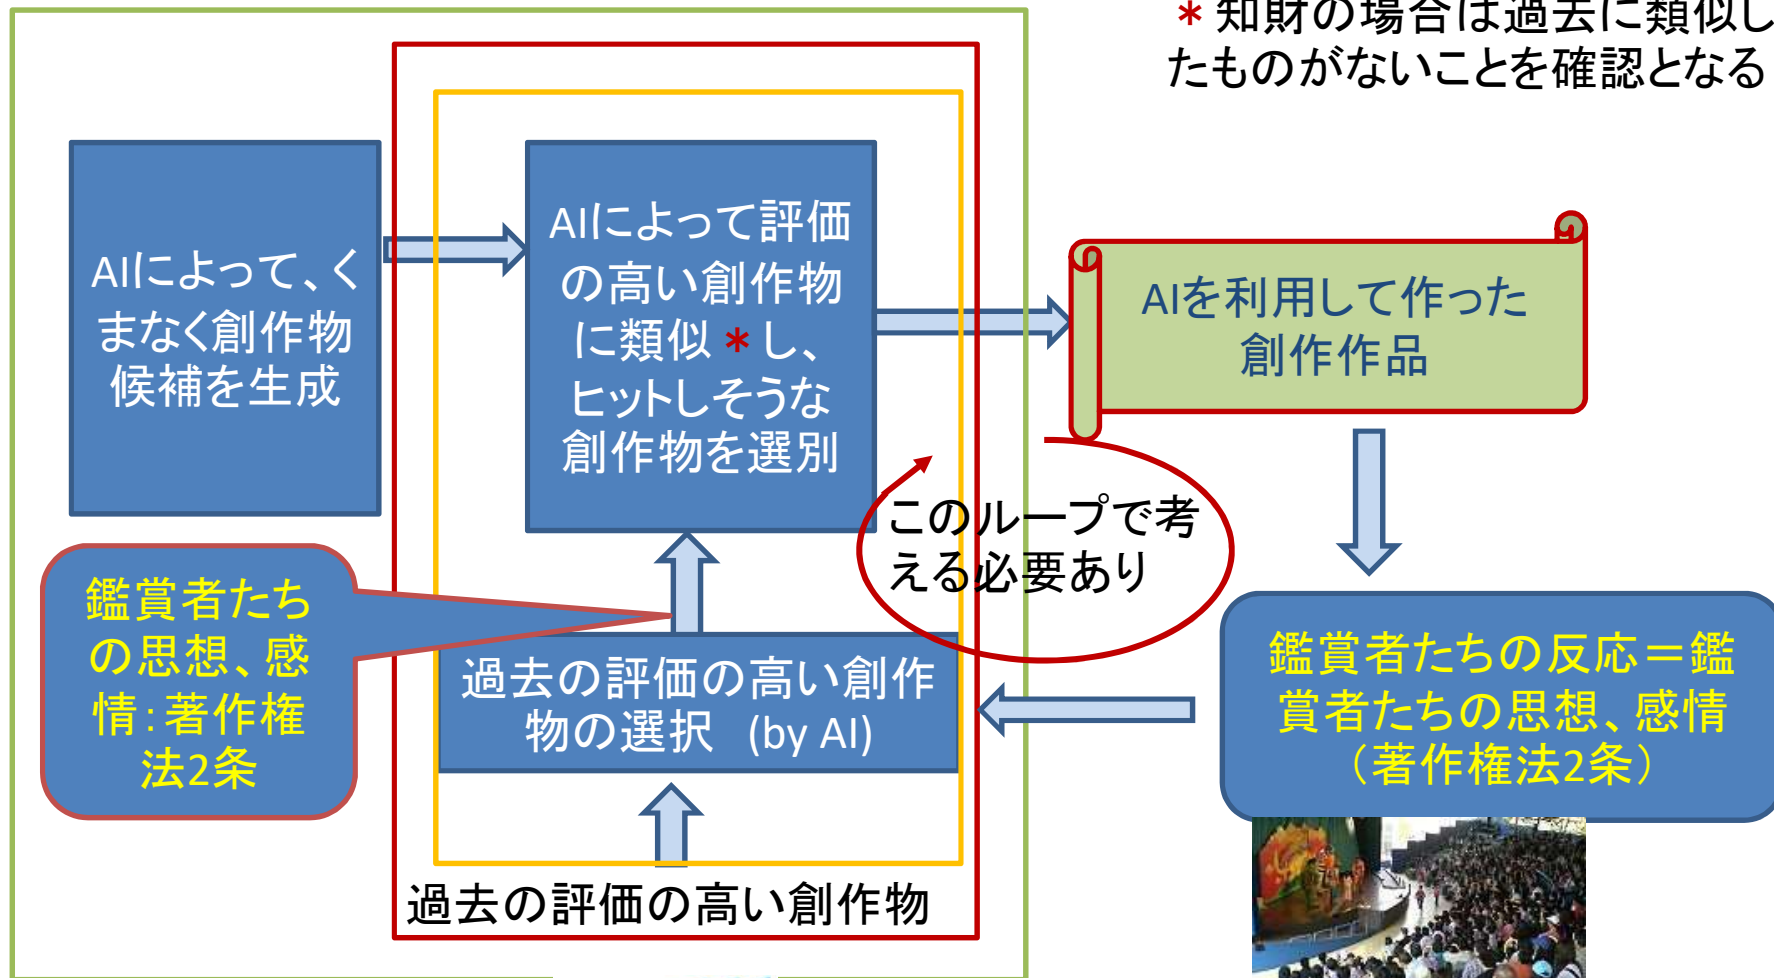 *知財の場合は過去に類似し
たものがないことを確認となる
AIによって、く
まなく創作物
候補を生成
AIによって評価
の高い創作物
に類似*し、
ヒットしそうな
創作物を選別
AIを利用して作った
創作作品
このループで考
える必要あり
鑑賞者たち
の思想、感
情:著作権
法2条
過去の評価の高い創作
物の選択 (by AI)
鑑賞者たちの反応=鑑
賞者たちの思想、感情
(著作権法2条)
過去の評価の高い創作物